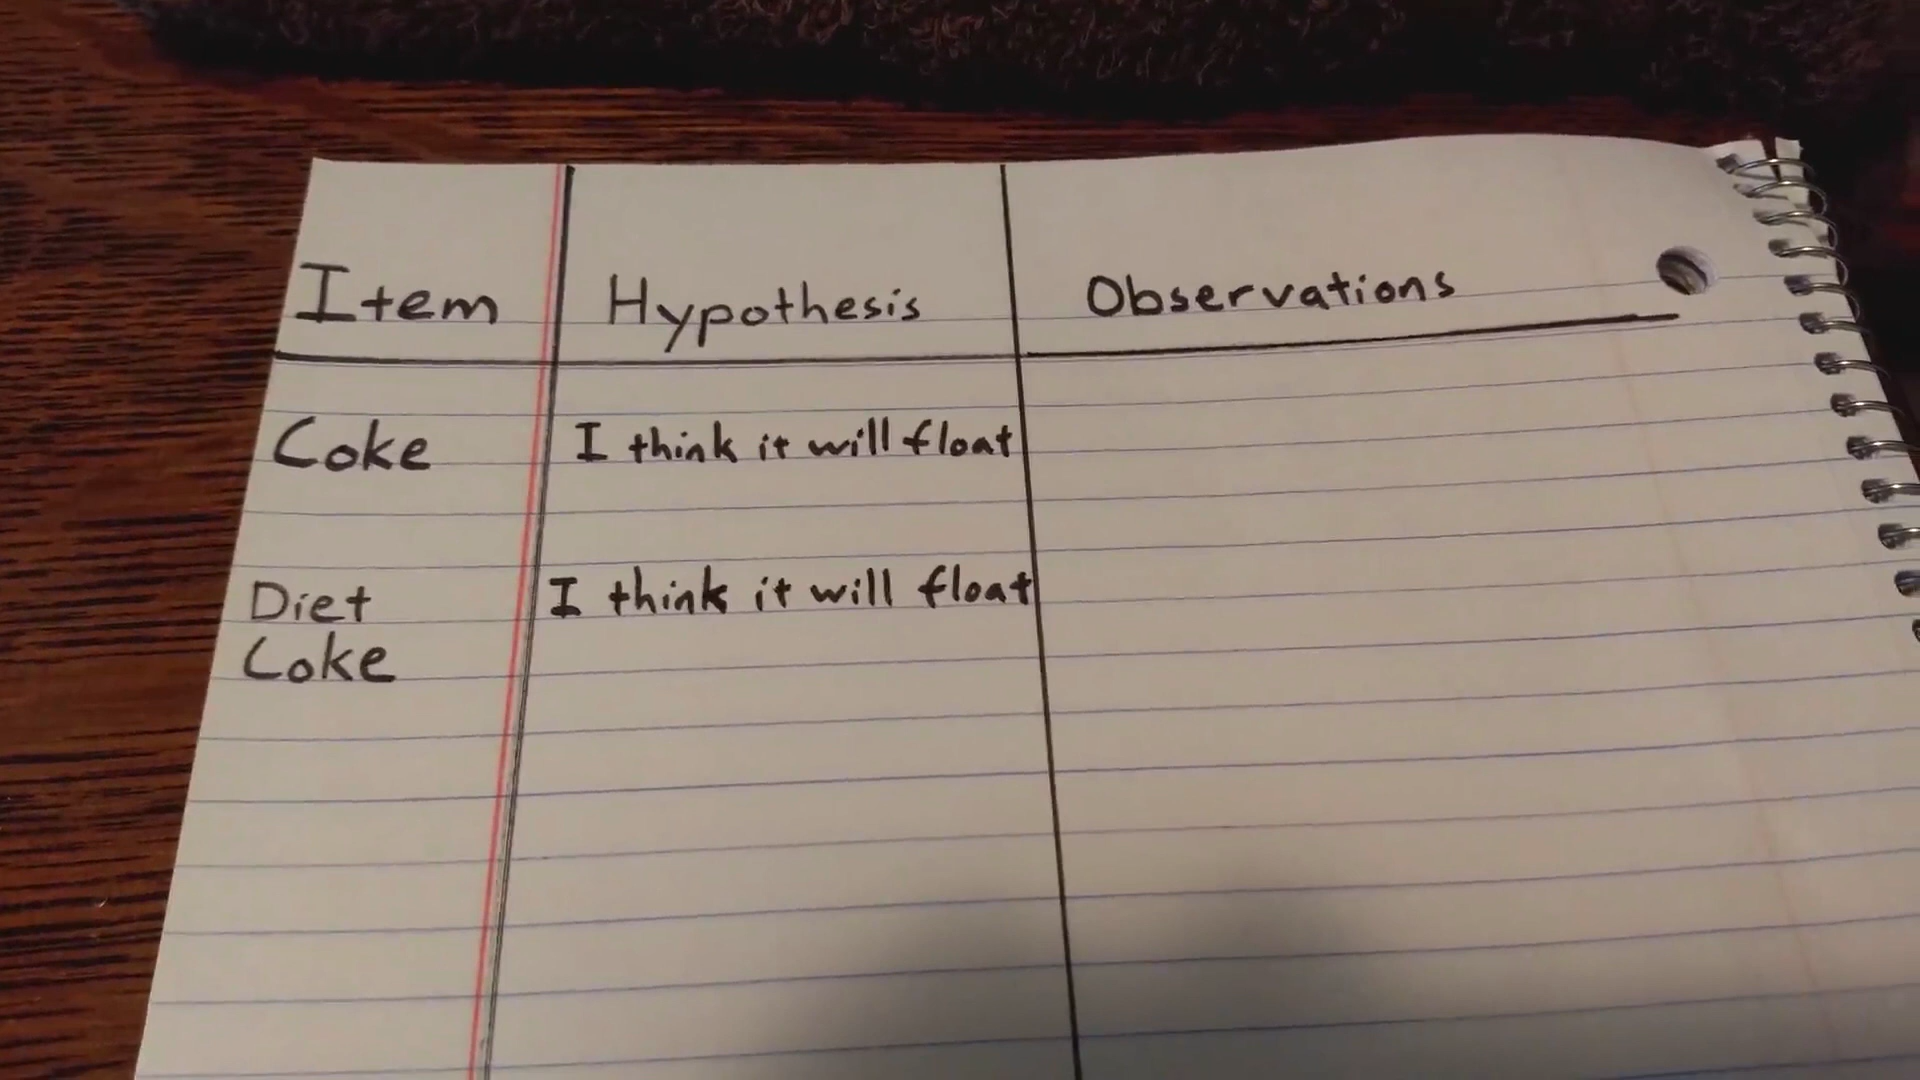 Item Hypothesis Observations
Coke I think it will float
Diet I think it will float
Coke